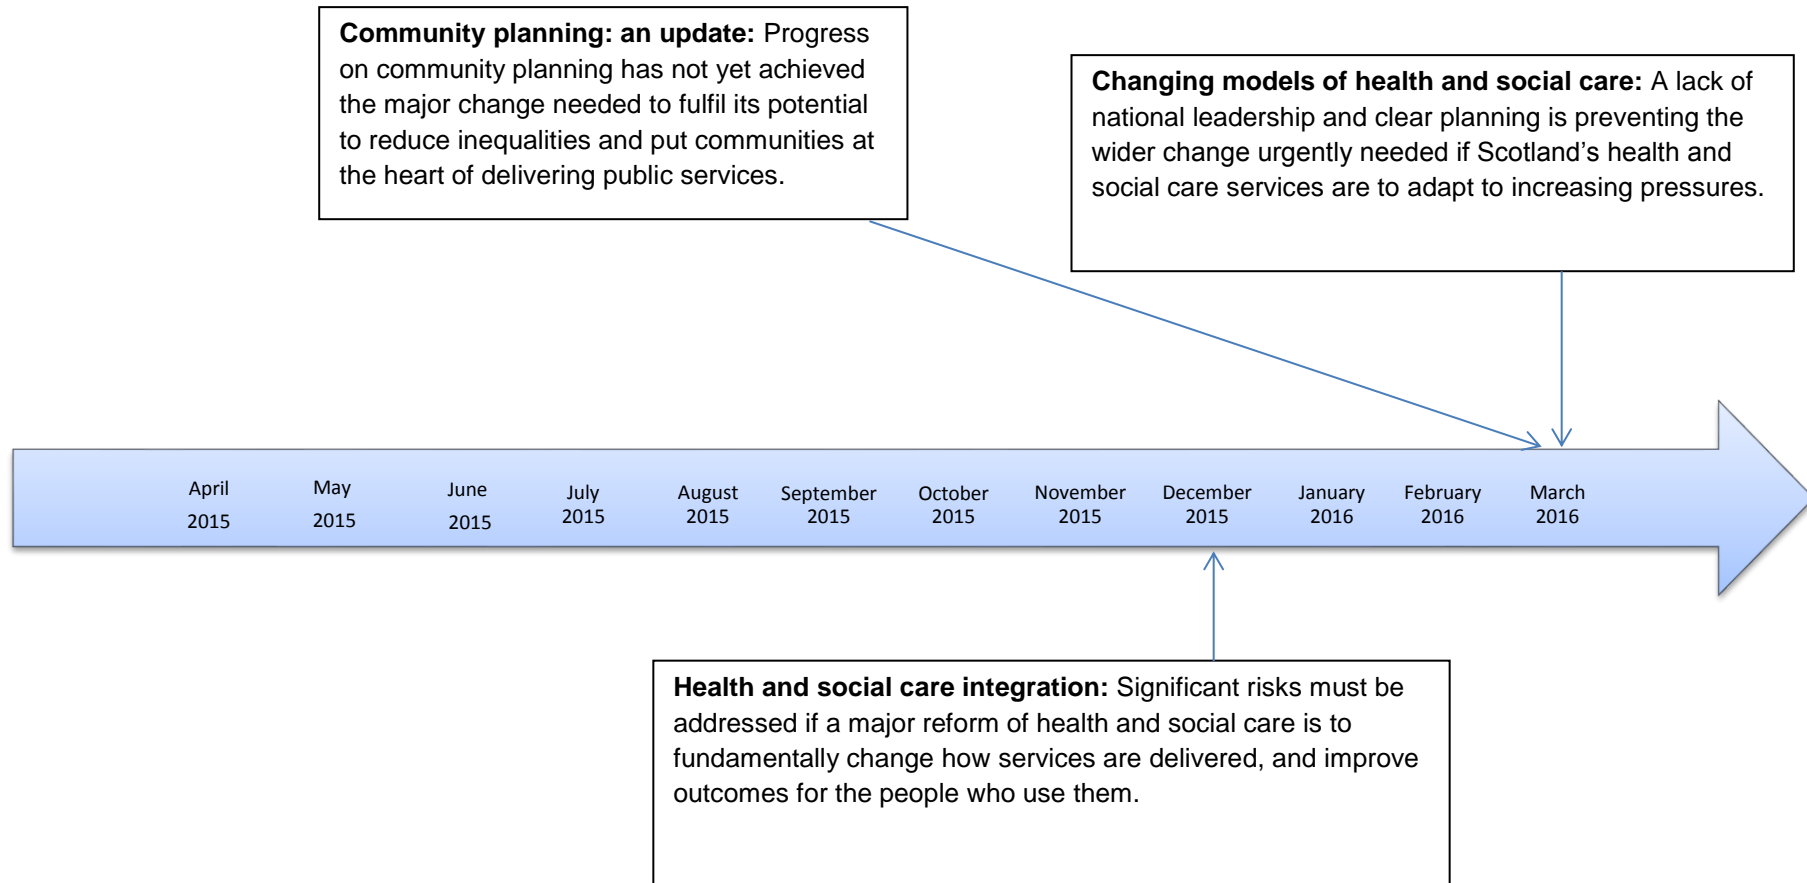 Community planning: an update: Progress
on community planning has not yet achieved
the major change needed to fulfil its potential
to reduce inequalities and put communities at
the heart of delivering public services.
Changing models of health and social care: A lack of
national leadership and clear planning is preventing the
wider change urgently needed if Scotland’s health and
social care services are to adapt to increasing pressures.
April
2015
May
2015
June
2015
July
2015
August
2015
September
2015
October
2015
November
2015
December
2015
January
2016
February
2016
March
2016
Health and social care integration: Significant risks must be
addressed if a major reform of health and social care is to
fundamentally change how services are delivered, and improve
outcomes for the people who use them.